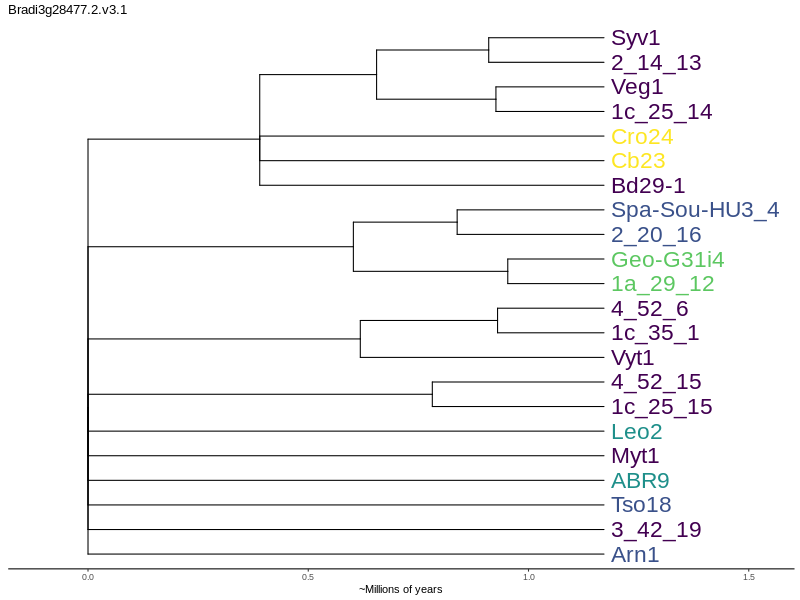 Bradi3g28477.2.v3.1
Syv1
2_14_13
Veg1
1c_25_14
Cro24
Cb23
Bd29-1
Spa-Sou-HU3_4
2_20_16
Geo-G31i4
1a_29_12
4_52_6
1c_35_1
Vyt1
4_52_15
1c_25_15
Leo2
Myt1
ABR9
Tso18
3_42_19
Arn1
0.0 0.5 1.0 1.5
~Millions of years